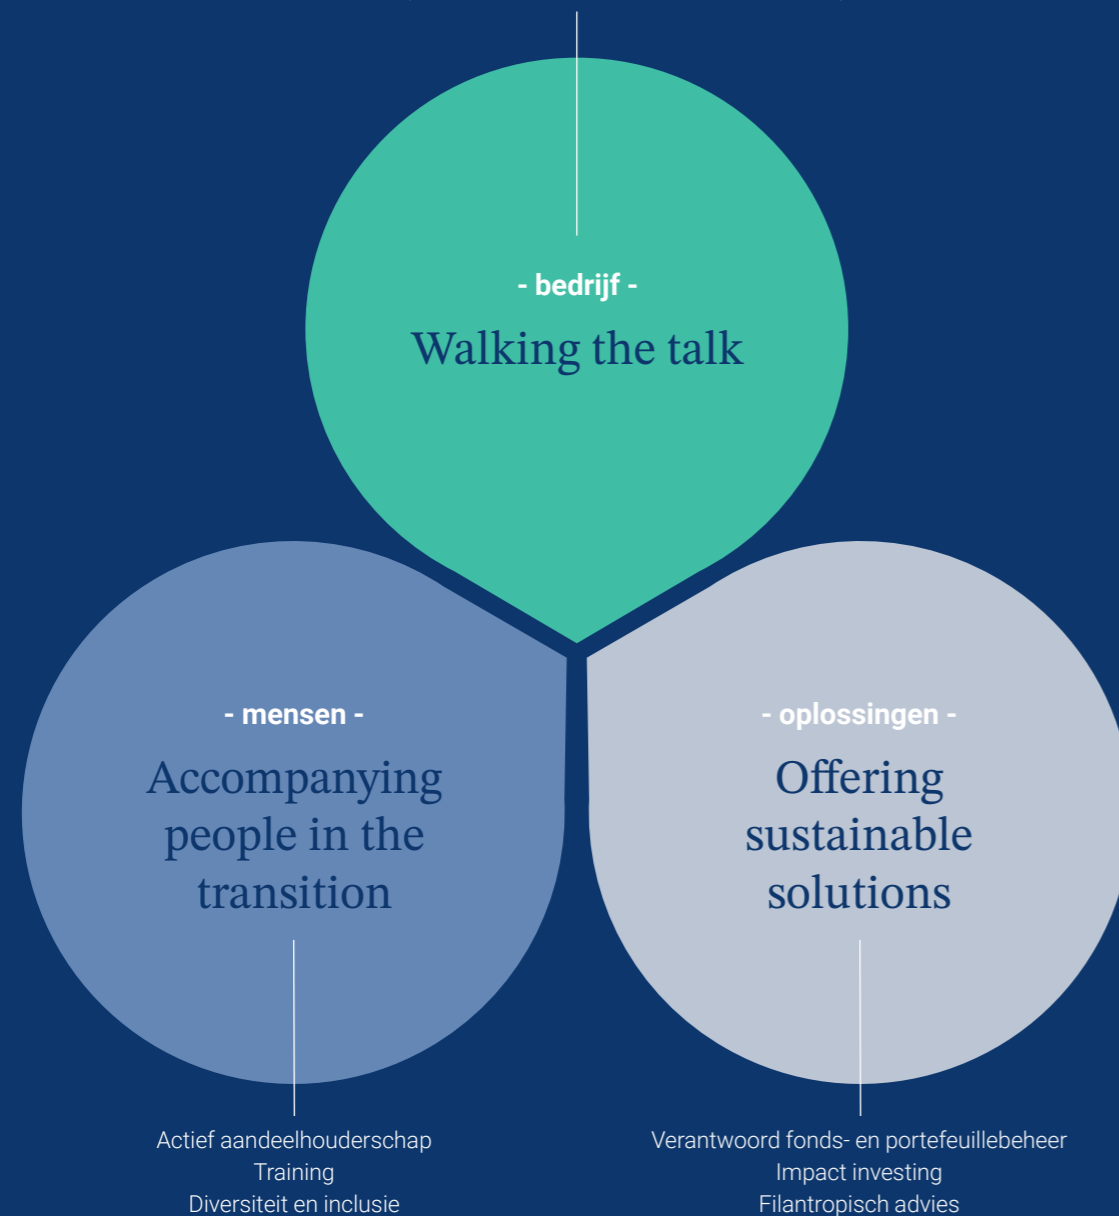 - bedrijf -
Walking the talk
- mensen -
Accompanying
people in the
transition
- oplossingen -
Offering
sustainable
solutions
Actief aandeelhouderschap
Training
Diversiteit en inclusie
Verantwoord fonds- en portefeuillebeheer
Impact investing
Filantropisch advies